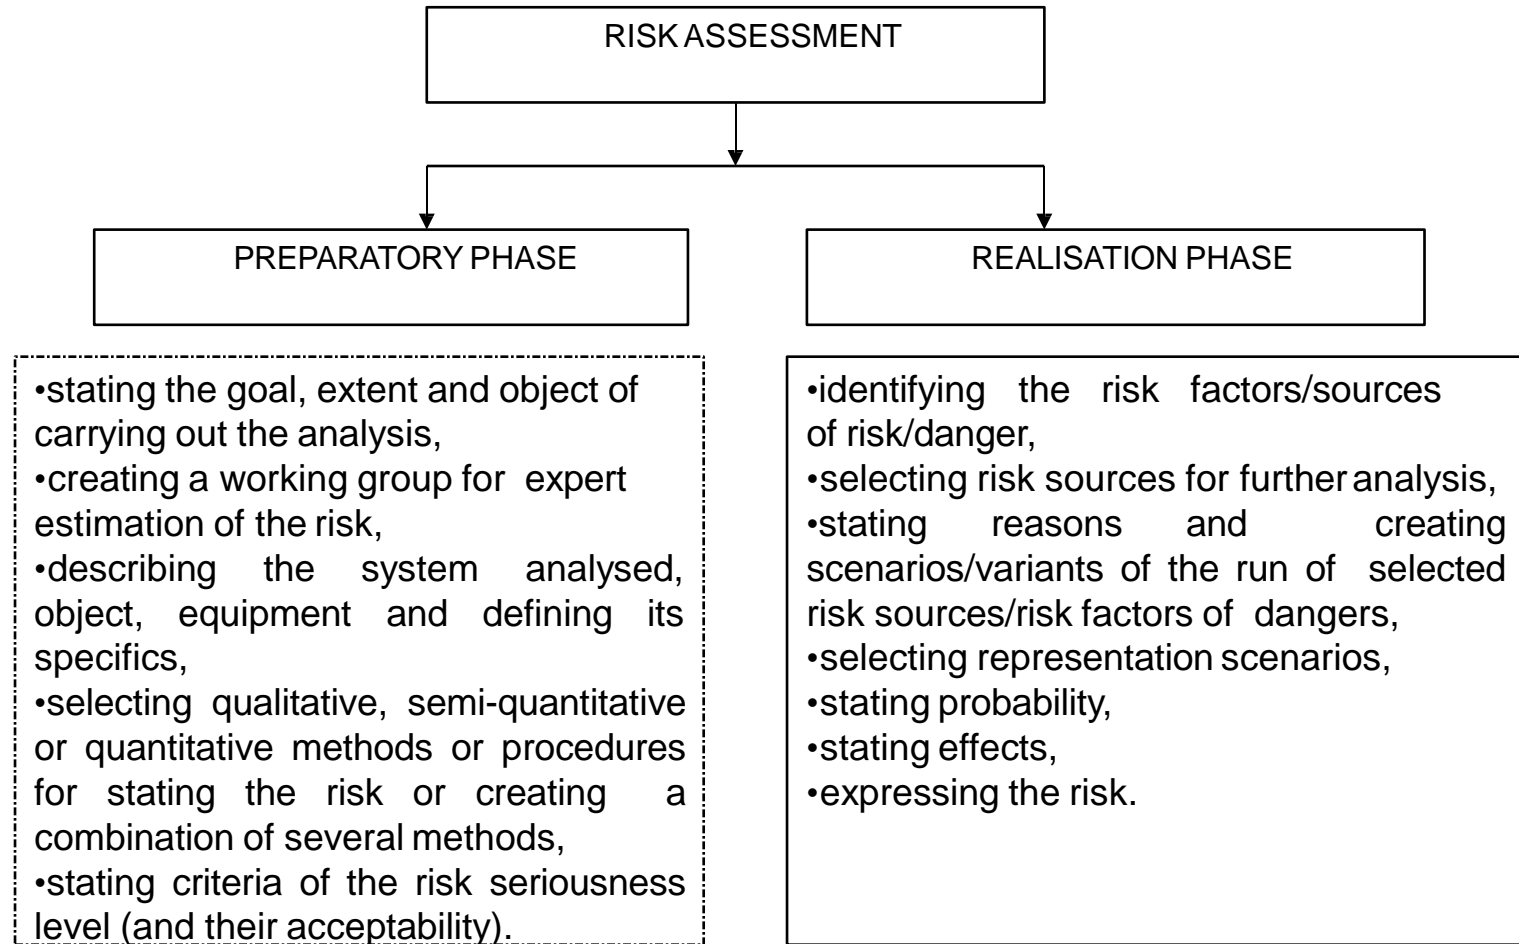 RISK ASSESSMENT
PREPARATORY PHASE
REALISATION PHASE
•stating the goal, extent and object of
carrying out the analysis,
•creating a working group for expert
estimation of the risk,
•describing the system analysed,
object, equipment and defining its
specifics,
•selecting qualitative, semi-quantitative
or quantitative methods or procedures
for stating the risk or creating a
combination of several methods,
•stating criteria of the risk seriousness
level (and their acceptability).
•identifying the risk factors/sources
of risk/danger,
•selecting risk sources for further analysis,
•stating reasons and creating
scenarios/variants of the run of selected
risk sources/risk factors of dangers,
•selecting representation scenarios,
•stating probability,
•stating effects,
•expressing the risk.